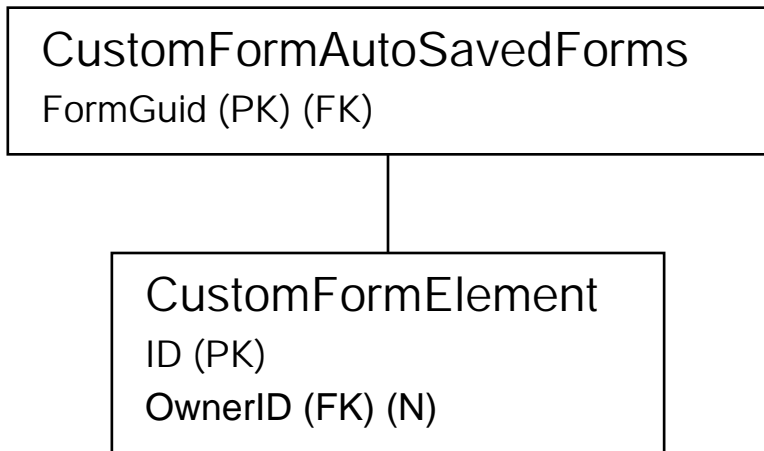 CustomFormAutoSavedForms
FormGuid (PK) (FK)
CustomFormElement
ID (PK)
OwnerID (FK) (N)